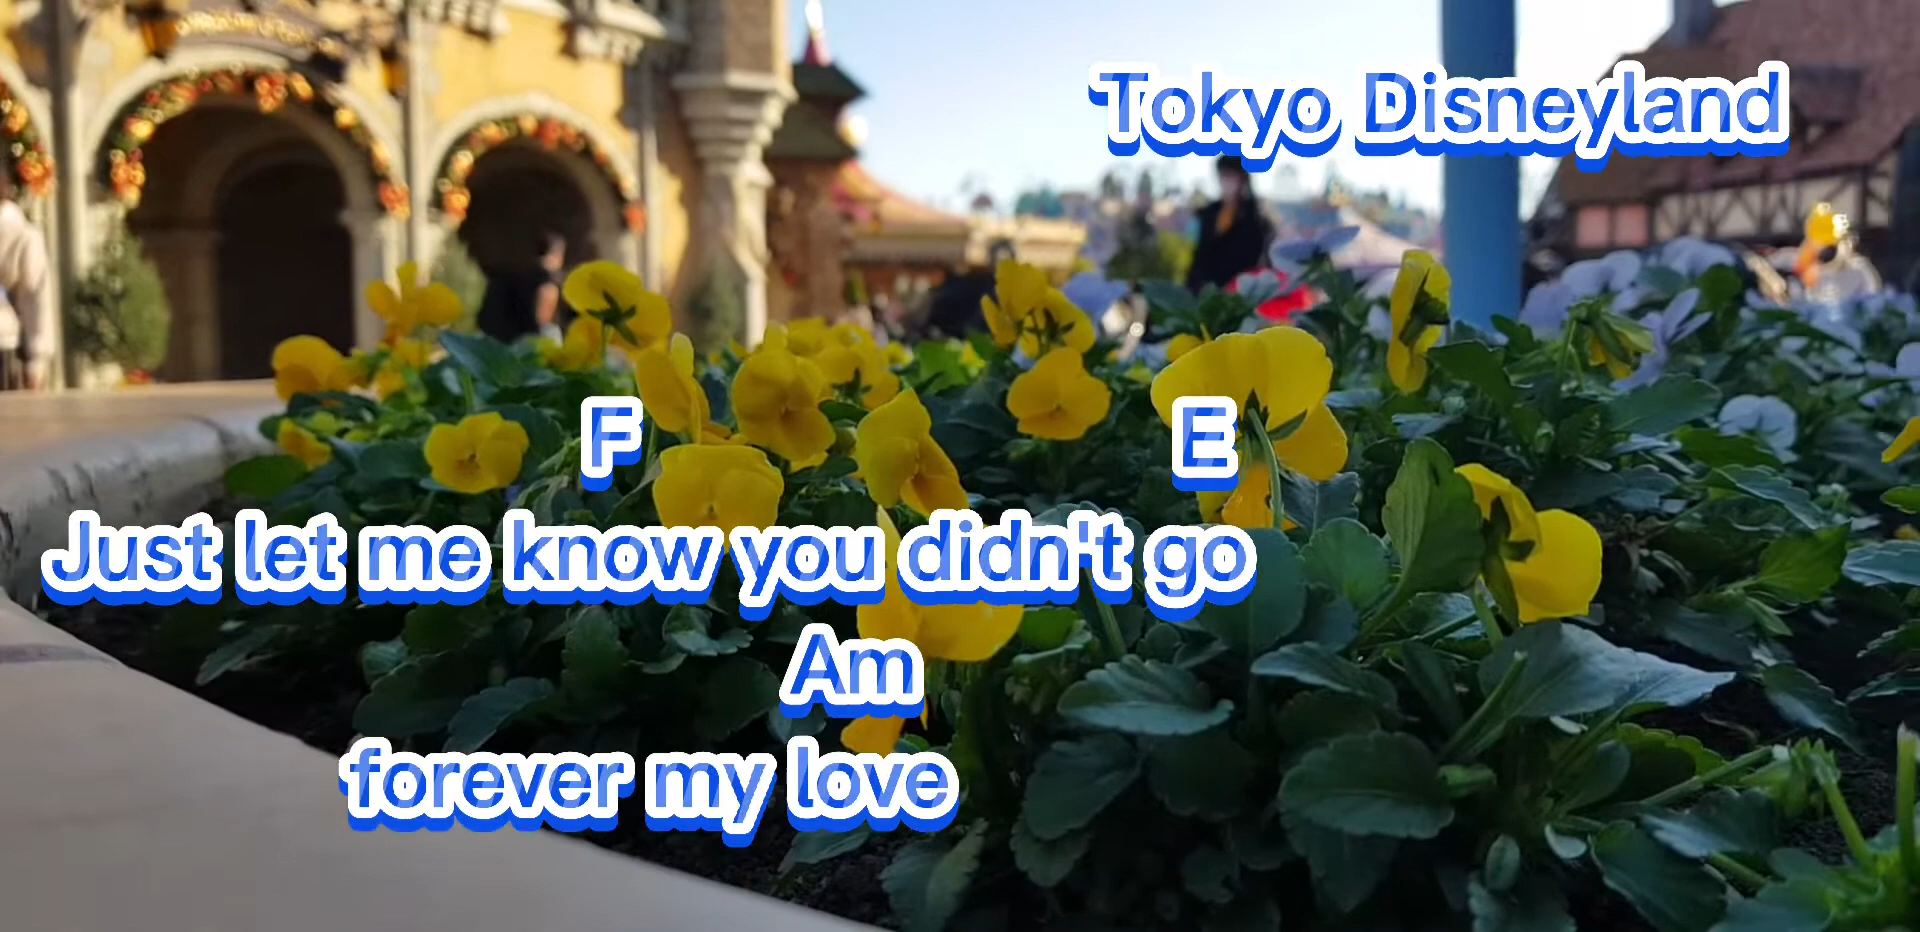 Tokyo Disneyland
F E
Just let me know you didn't go
Am
forever my love